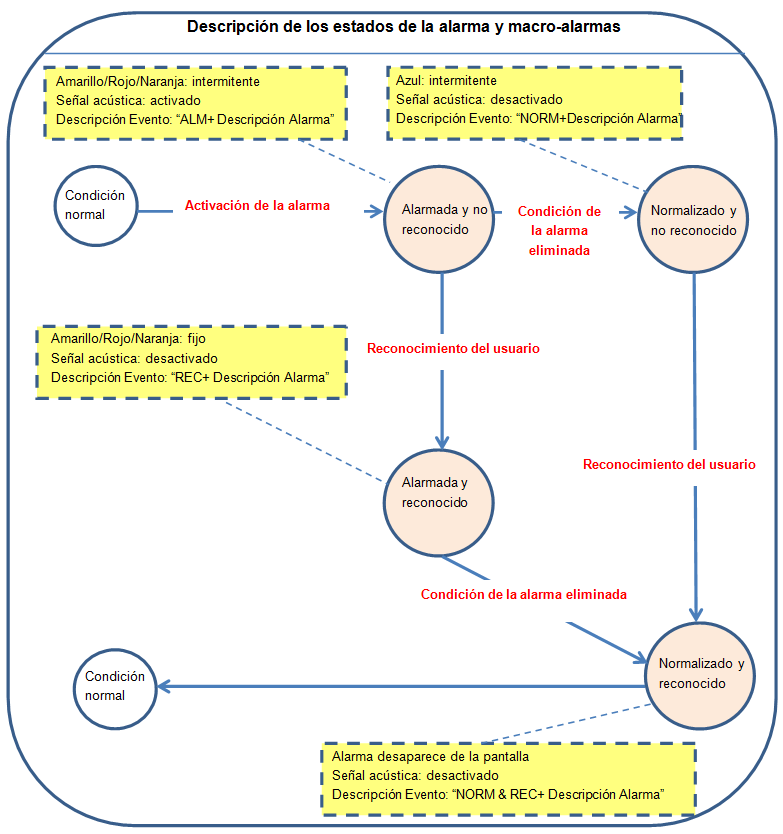 Descripción de los estados de la alarma y macro-alarmas
Amarillo/Rojo/Naranja: intermitente
Señal acústica: activado
Descripción Evento: “ALM+ Descripción Alarma”
Azul: intermitente
Señal acústica: desactivado
Descripción Evento: “NORM+Descripción Alarma”
Condición
normal
Activación de la alarma
Alarmada y no
reconocido
Condición de
la alarma
eliminada
Normalizado y
no reconocido
Amarillo/Rojo/Naranja: fijo
Señal acústica: desactivado
Descripción Evento: “REC+ Descripción Alarma”
Reconocimiento del usuario
Reconocimiento del usuario
Alarmada y
reconocido
Condición de la alarma eliminada
Condición
normal
Normalizado y
reconocido
Alarma desaparece de la pantalla
Señal acústica: desactivado
Descripción Evento: “NORM & REC+ Descripción Alarma”